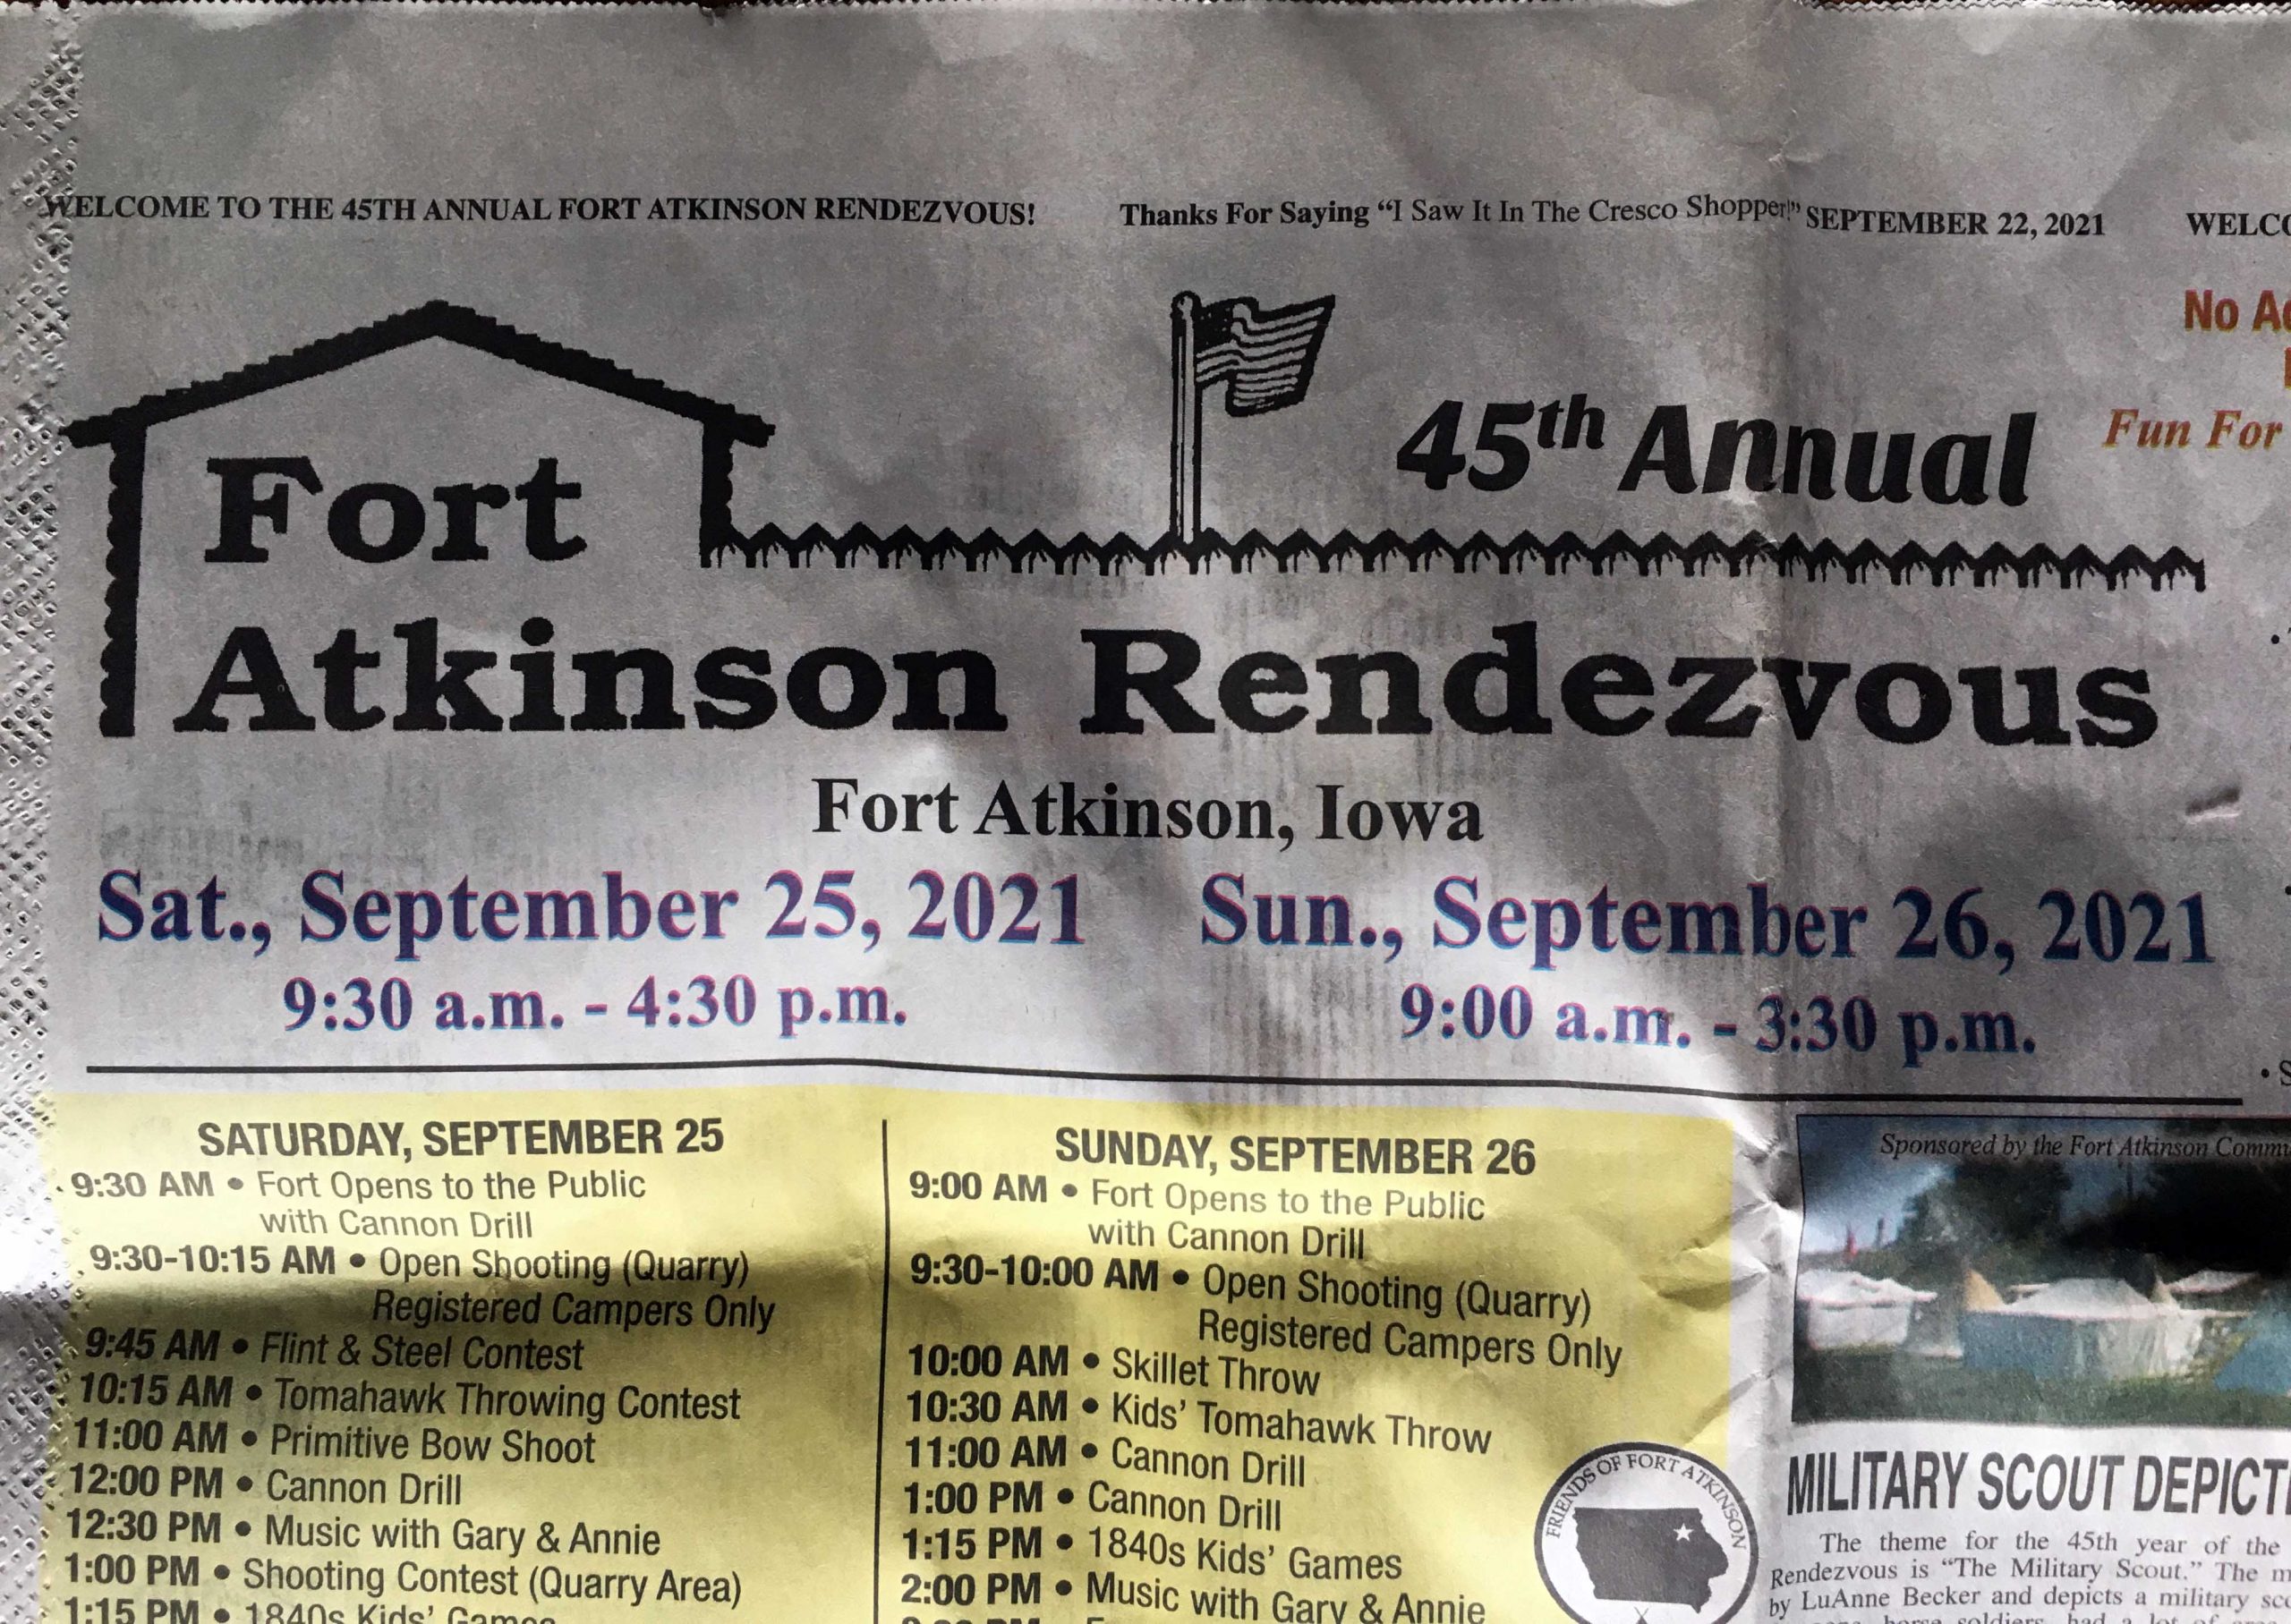 WELCOME TO THE 45TH ANNUAL FORT ATKINSON RENDEZVOUS!
Thanks For Saying “I Saw It In The Cresco Shopper!”
SEPTEMBER 22, 2021
No
Fun For
45th Annual
Fort
Atkinson Rendezvous
Fort Atkinson, Iowa
Sat., September 25, 2021
9:30 a.m. - 4:30 p.m.
Sun., September 26, 2021
9:00 a.m. - 3:30 p.m.
SATURDAY, SEPTEMBER 25
9:30 AM • Fort Opens to the Public
with Cannon Drill
9:30-10:15 AM • Open Shooting (Quarry)
Registered Campers Only
9:45 AM • Flint & Steel Contest
10:15 AM • Tomahawk Throwing Contest
11:00 AM • Primitive Bow Shoot
12:00 PM • Cannon Drill
12:30 PM • Music with Gary & Annie
1:00 PM • Shooting Contest (Quarry Area)
1:15 PM • 1840s Kids’ Games
SUNDAY, SEPTEMBER 26
9:00 AM • Fort Opens to the Public
with Cannon Drill
9:30-10:00 AM • Open Shooting (Quarry)
Registered Campers Only
10:00 AM • Skillet Throw
10:30 AM • Kids’ Tomahawk Throw
11:00 AM • Cannon Drill
1:00 PM • Cannon Drill
1:15 PM • 1840s Kids’ Games
2:00 PM • Music with Gary & Annie
FRIENDS OF FORT ATKINSON
Sponsored by the Fort Atkinson
MILITARY SCOUT
The theme for the 45th year of the
Rendezvous is “The Military Scout.” The
by LuAnne Becker and depicts a military